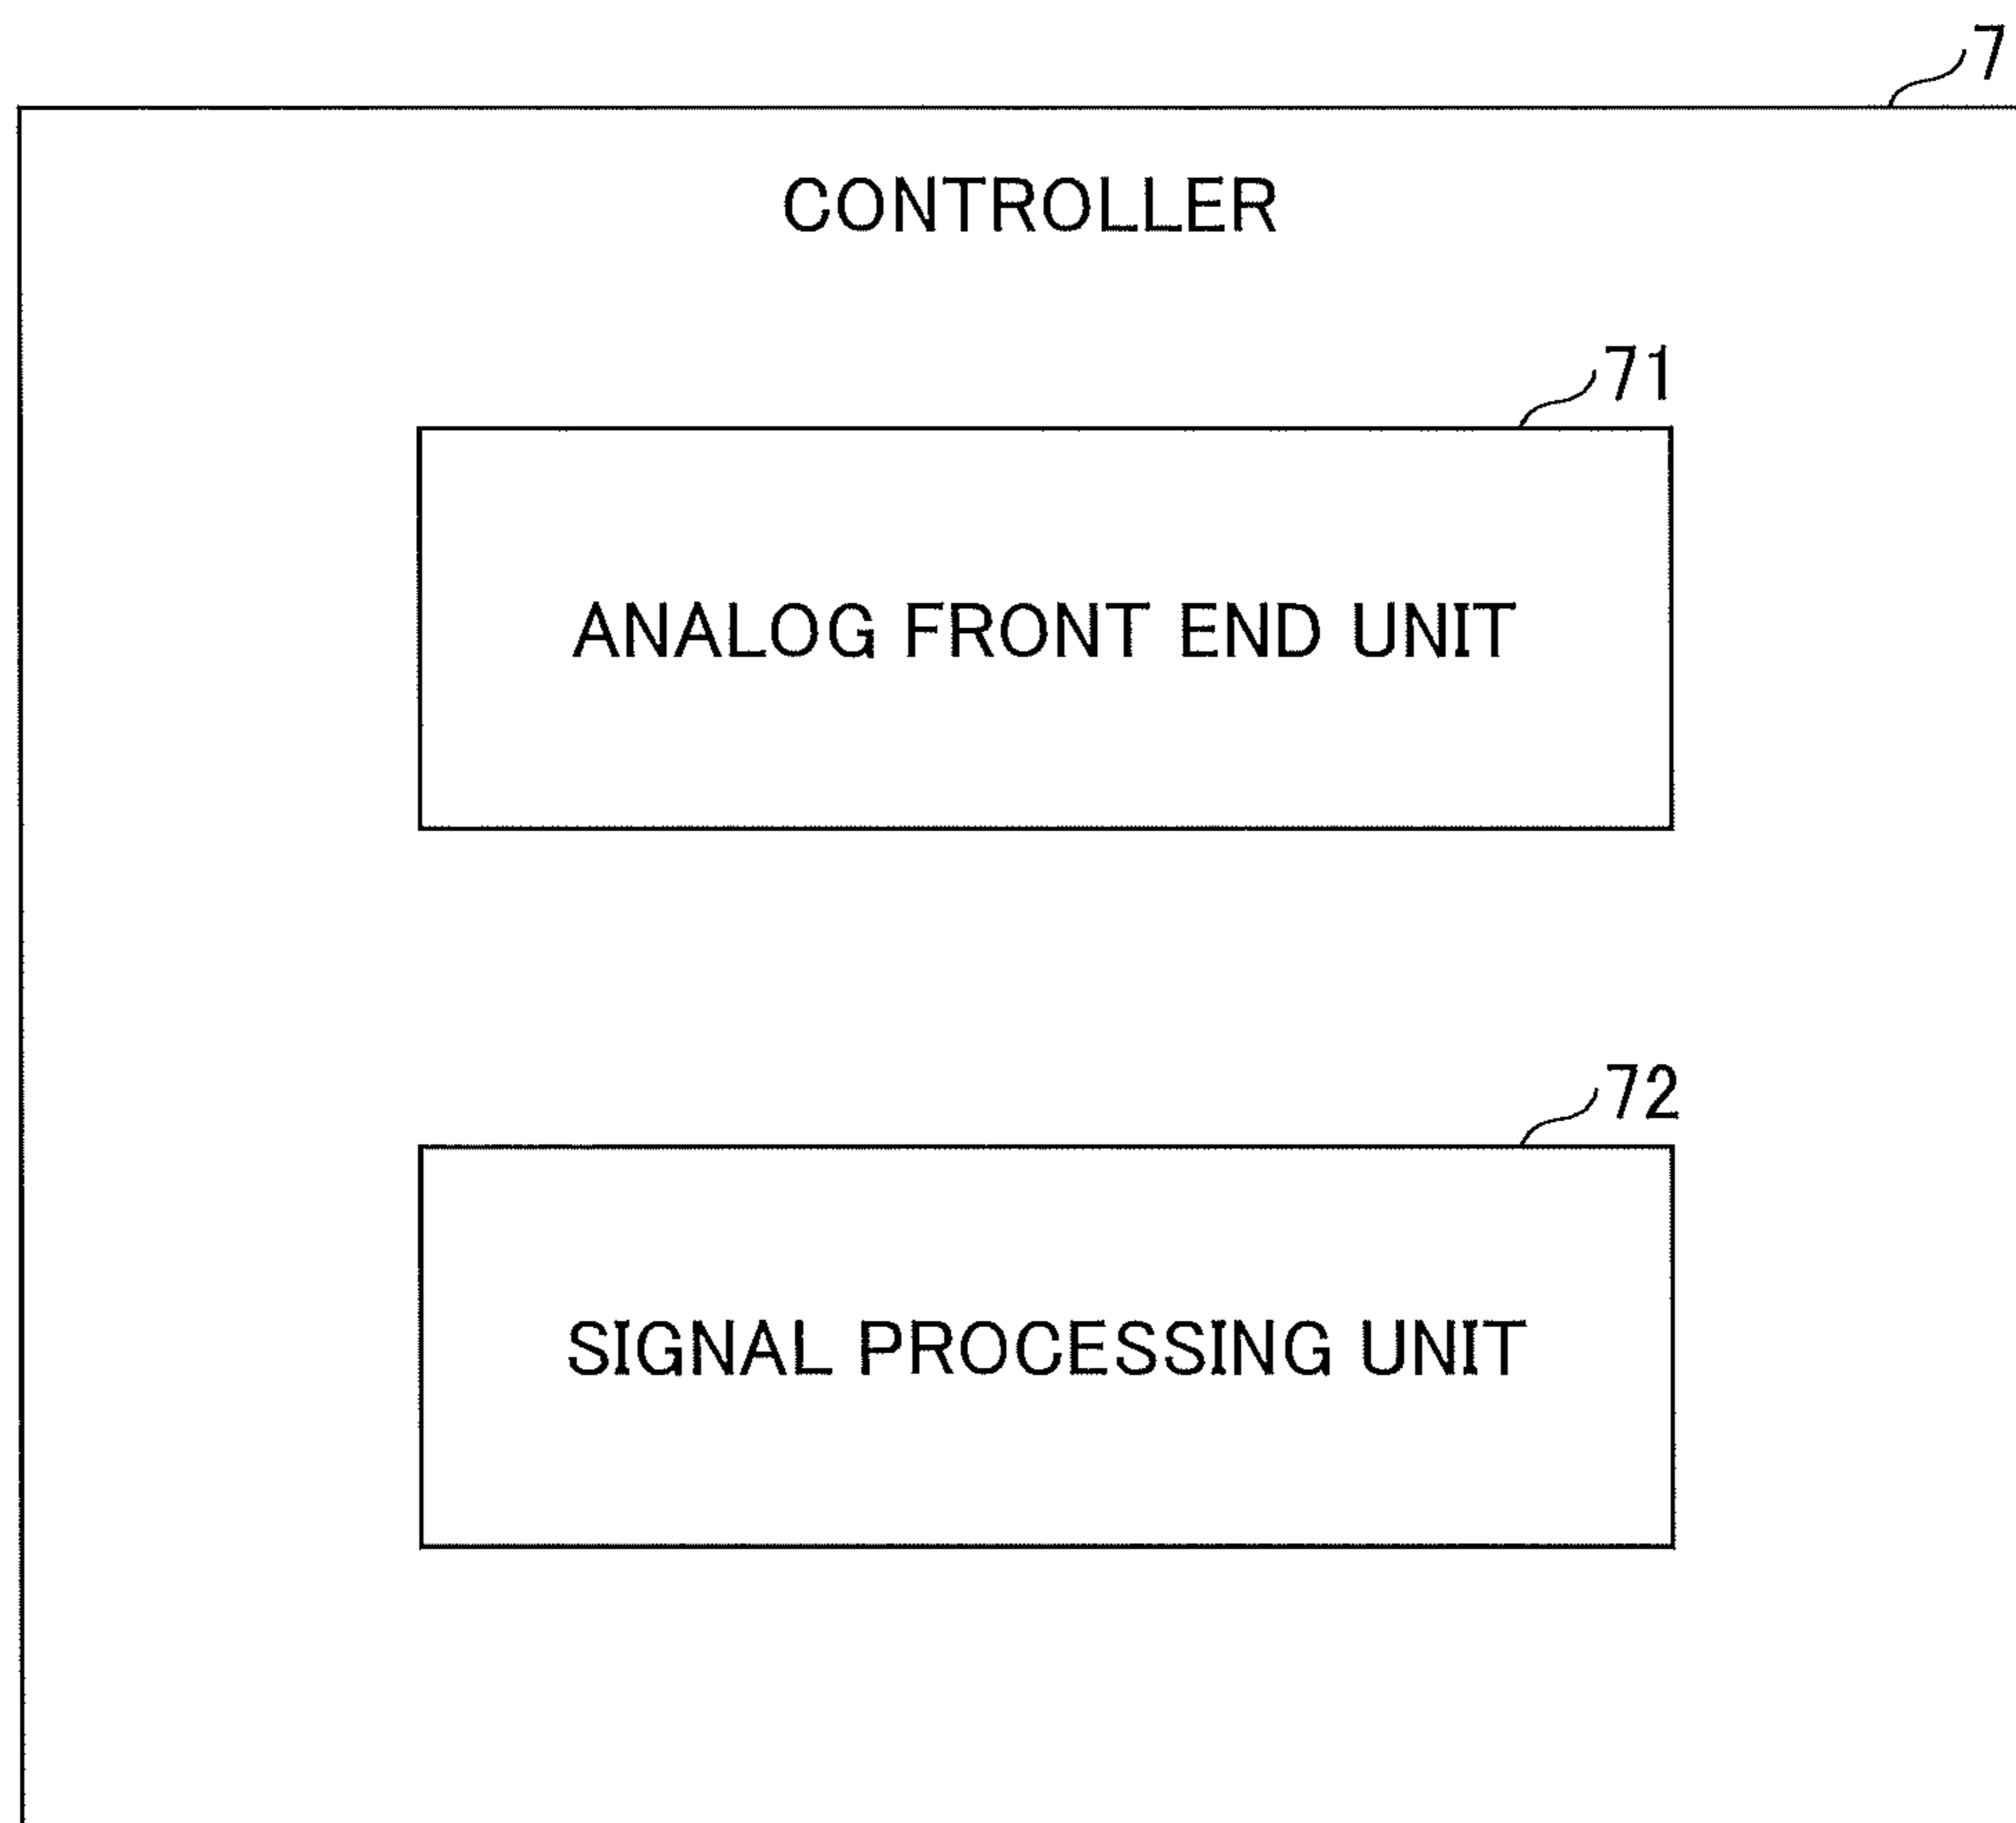 7
CONTROLLER
71
ANALOG FRONT END UNIT
72
SIGNAL PROCESSING UNIT